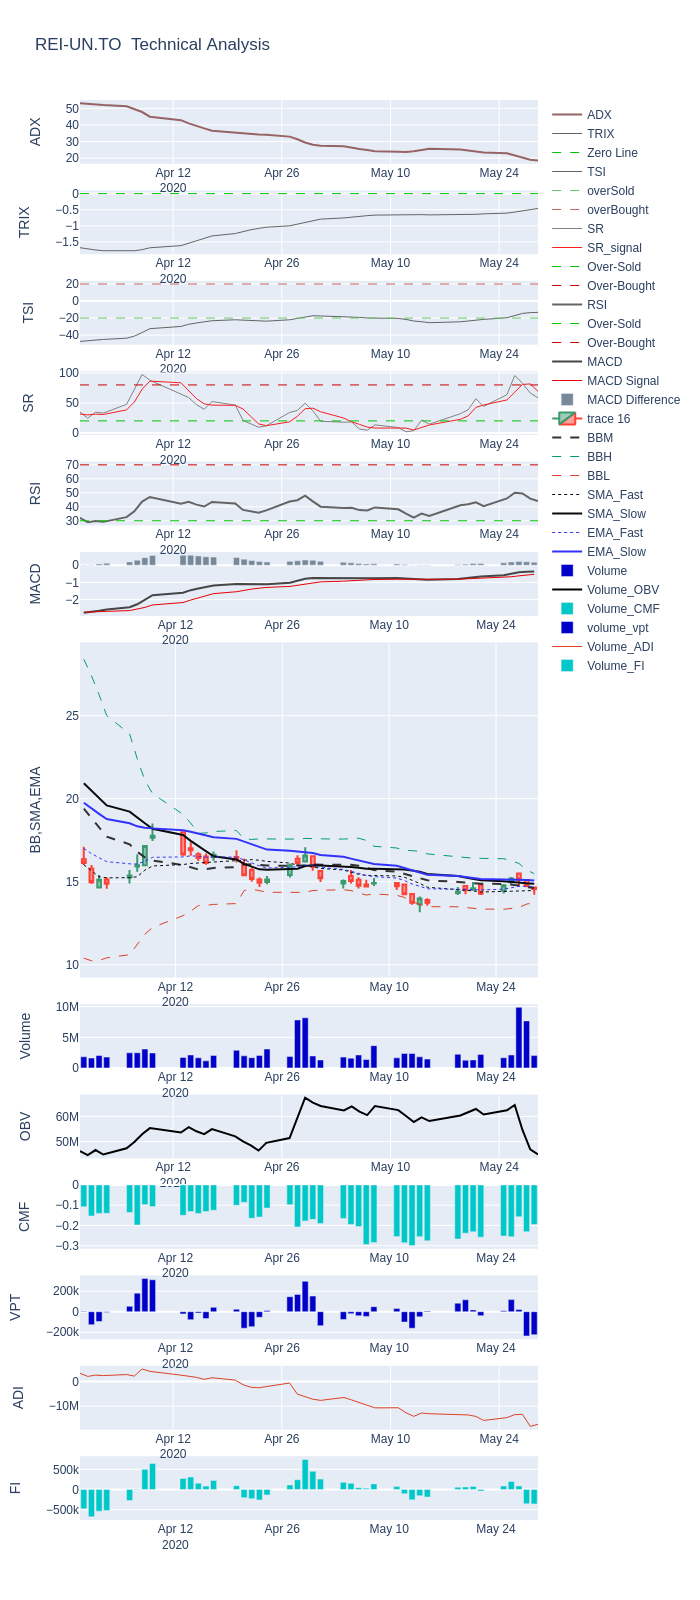 REI-UN.TO  Technical Analysis
ADX
50
40
30
20
Apr 12
2020
Apr 26
May 10
May 24
TRIX
0
−0.5
−1
−1.5
Apr 12
2020
Apr 26
May 10
May 24
TSI
20
0
−20
−40
Apr 12
2020
Apr 26
May 10
May 24
SR
100
50
0
Apr 12
2020
Apr 26
May 10
May 24
RSI
70
60
50
40
30
Apr 12
2020
Apr 26
May 10
May 24
MACD
0
−1
−2
Apr 12
2020
Apr 26
May 10
May 24
BB,SMA,EMA
25
20
15
10
Apr 12
2020
Apr 26
May 10
May 24
Volume
10M
5M
0
Apr 12
2020
Apr 26
May 10
May 24
OBV
60M
50M
Apr 12
2020
Apr 26
May 10
May 24
CMF
0
−0.1
−0.2
−0.3
Apr 12
2020
Apr 26
May 10
May 24
VPT
200k
0
−200k
Apr 12
2020
Apr 26
May 10
May 24
ADI
0
−10M
Apr 12
2020
Apr 26
May 10
May 24
FI
500k
0
−500k
Apr 12
2020
Apr 26
May 10
May 24
ADX
TRIX
Zero Line
TSI
overSold
overBought
SR
SR_signal
Over-Sold
Over-Bought
RSI
Over-Sold
Over-Bought
MACD
MACD Signal
MACD Difference
trace 16
BBM
BBH
BBL
SMA_Fast
SMA_Slow
EMA_Fast
EMA_Slow
Volume
Volume_OBV
Volume_CMF
volume_vpt
Volume_ADI
Volume_FI